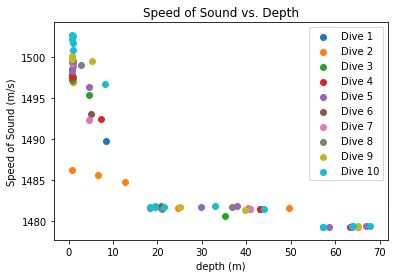 Speed of Sound vs. Depth
Speed of Sound (m/s)
1500
1495
1490
1485
1480
0 10 20 30 40 50 60 70
depth (m)
Dive 1
Dive 2
Dive 3
Dive 4
Dive 5
Dive 6
Dive 7
Dive 8
Dive 9
Dive 10